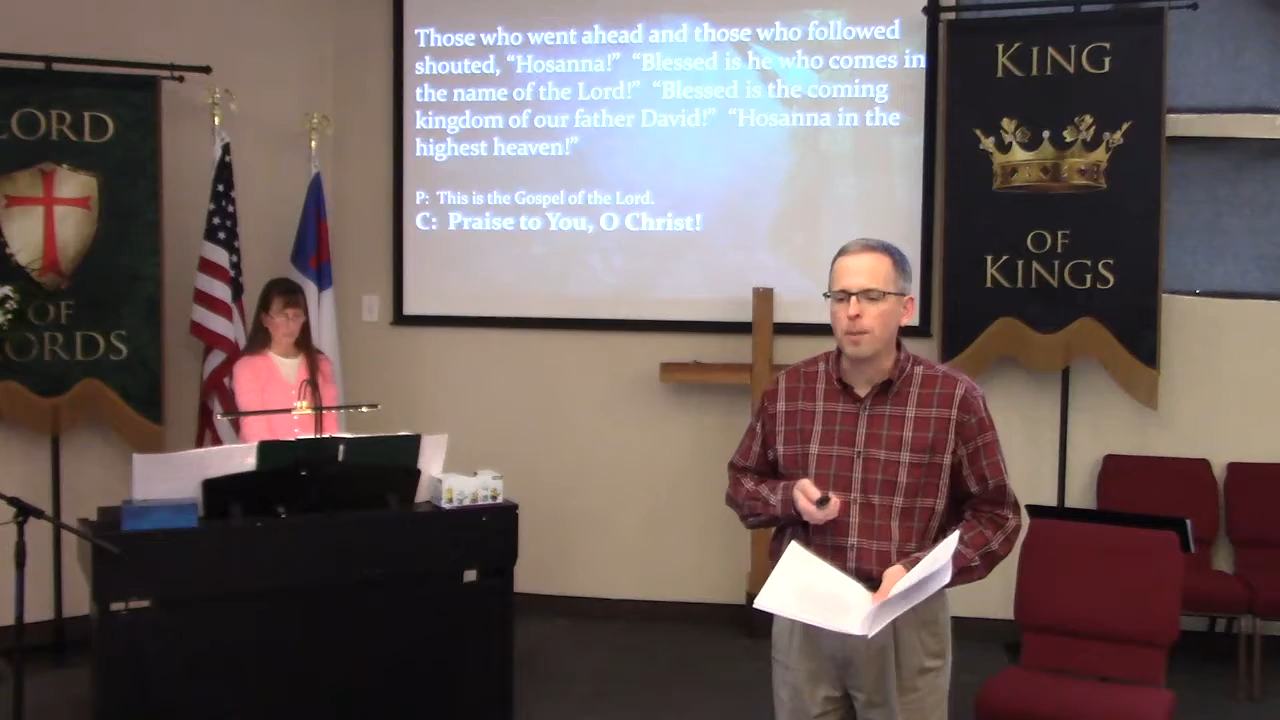 Those who went ahead and those who followed
shouted, “Hosanna!” “Blessed is he who comes in
the name of the Lord!” “Blessed is the coming
kingdom of our father David!” “Hosanna in the
highest heaven!”
P: This is the Gospel of the Lord.
C: Praise to You, O Christ!
LORD
OF
LORDS
KING
OF
KINGS